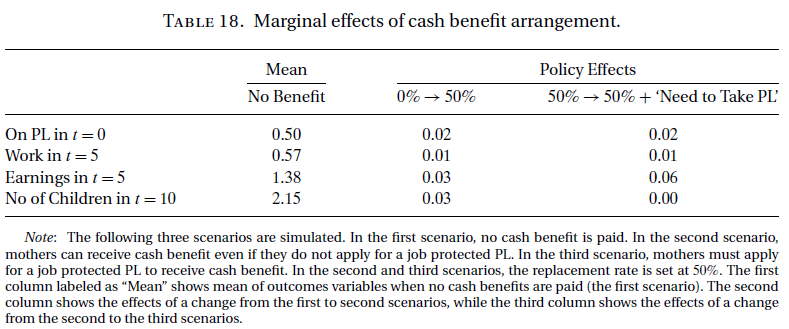 TABLE 18. Marginal effects of cash benefit arrangement.
Mean Policy Effects
No Benefit 0% → 50% 50% → 50% + ‘Need to Take PL’
On PL in t = 0 0.50 0.02 0.02
Work in t = 5 0.57 0.01 0.01
Earnings in t = 5 1.38 0.03 0.06
No of Children in t = 10 2.15 0.03 0.00
Note: The following three scenarios are simulated. In the first scenario, no cash benefit is paid. In the second scenario,
mothers can receive cash benefit even if they do not apply for a job protected PL. In the third scenario, mothers must apply
for a job protected PL to receive cash benefit. In the second and third scenarios, the replacement rate is set at 50%. The first
column labeled as “Mean” shows mean of outcomes variables when no cash benefits are paid (the first scenario). The second
column shows the effects of a change from the first to second scenarios, while the third column shows the effects of a change
from the second to the third scenarios.